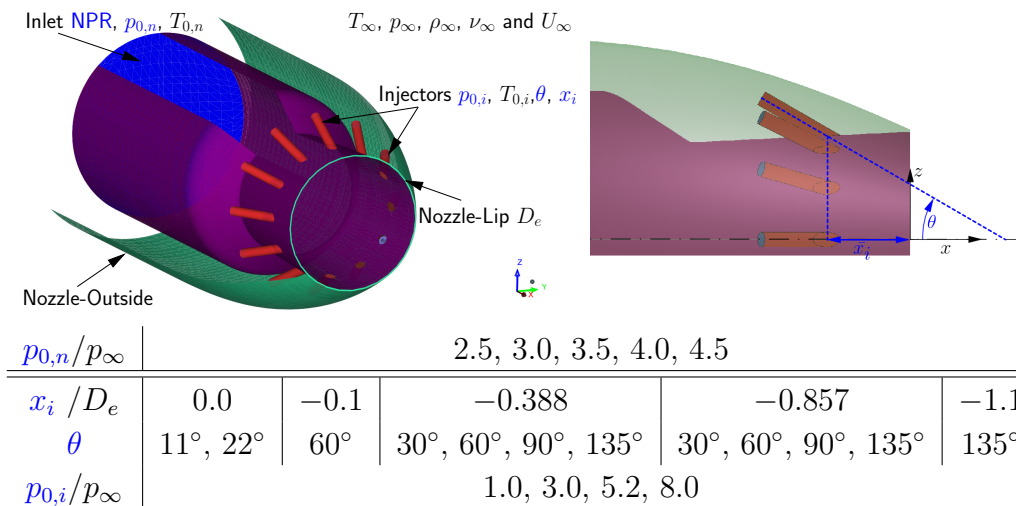 Inlet NPR, p_{0,n}, T_{0,n}
T_∞, p_∞, ρ_∞, ν_∞ and U_∞
Injectors p_{0,i}, T_{0,i},θ, x_i
Nozzle-Lip D_e
Nozzle-Outside
z
y
x
z
θ
x_i
x
p_{0,n}/p_∞ 2.5, 3.0, 3.5, 4.0, 4.5
x_i /D_e 0.0 −0.1 −0.388 −0.857 −1.1
θ 11°, 22° 60° 30°, 60°, 90°, 135° 30°, 60°, 90°, 135° 135°
p_{0,i}/p_∞ 1.0, 3.0, 5.2, 8.0